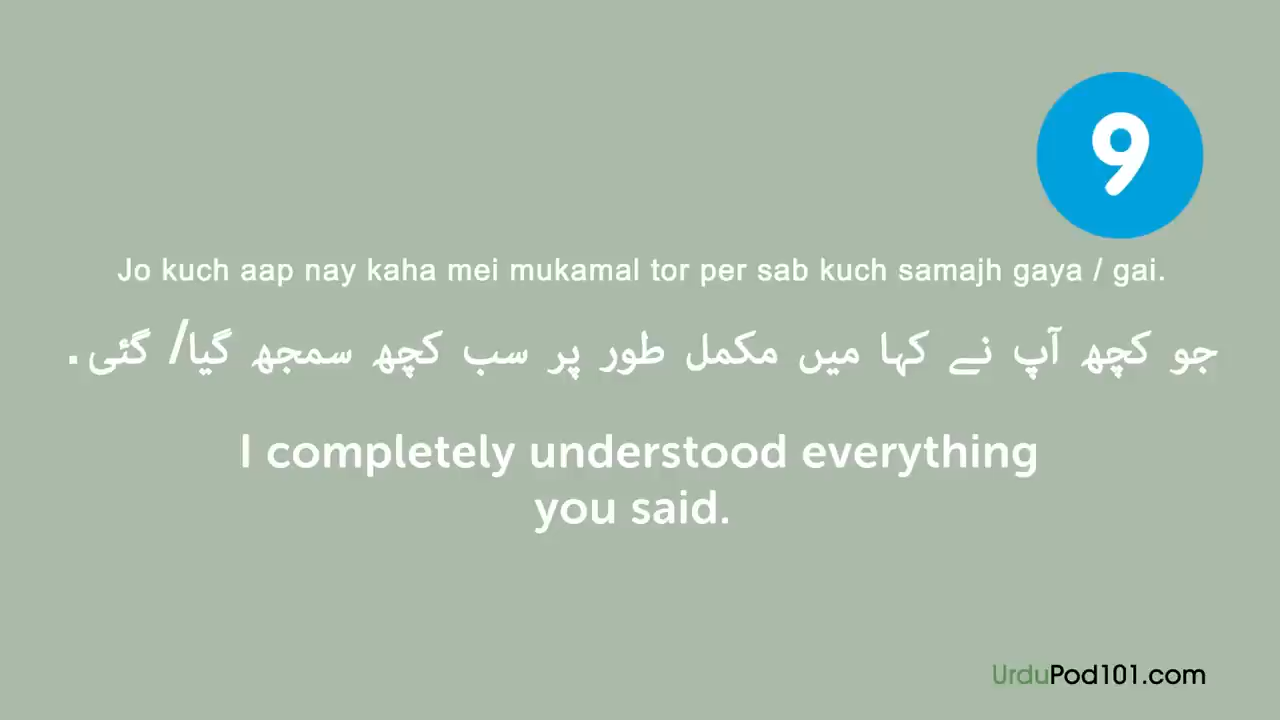 9
Jo kuch aap nay kaha mei mukamal tor per sab kuch samajh gaya / gai.
جو کچھ آپ نے کہا میں مکمل طور پر سب کچھ سمجھ گیا/ گئی.
I completely understood everything
you said.
UrduPod101.com